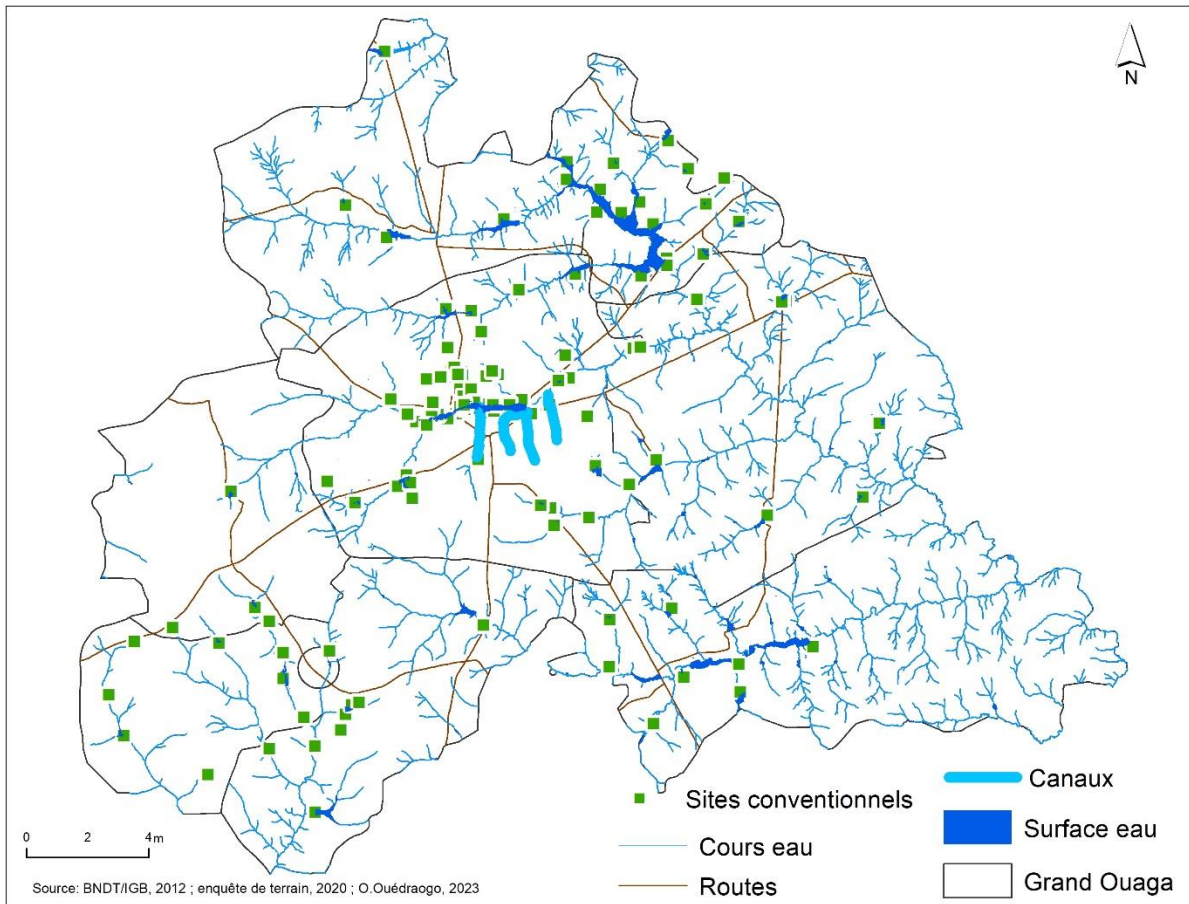 N
Sites conventionnels
Cours eau
Routes
Canaux
Surface eau
Grand Ouaga
0 2 4m
Source: BNDT/IGB, 2012 ; enquête de terrain, 2020 ; O.Ouédraogo, 2023